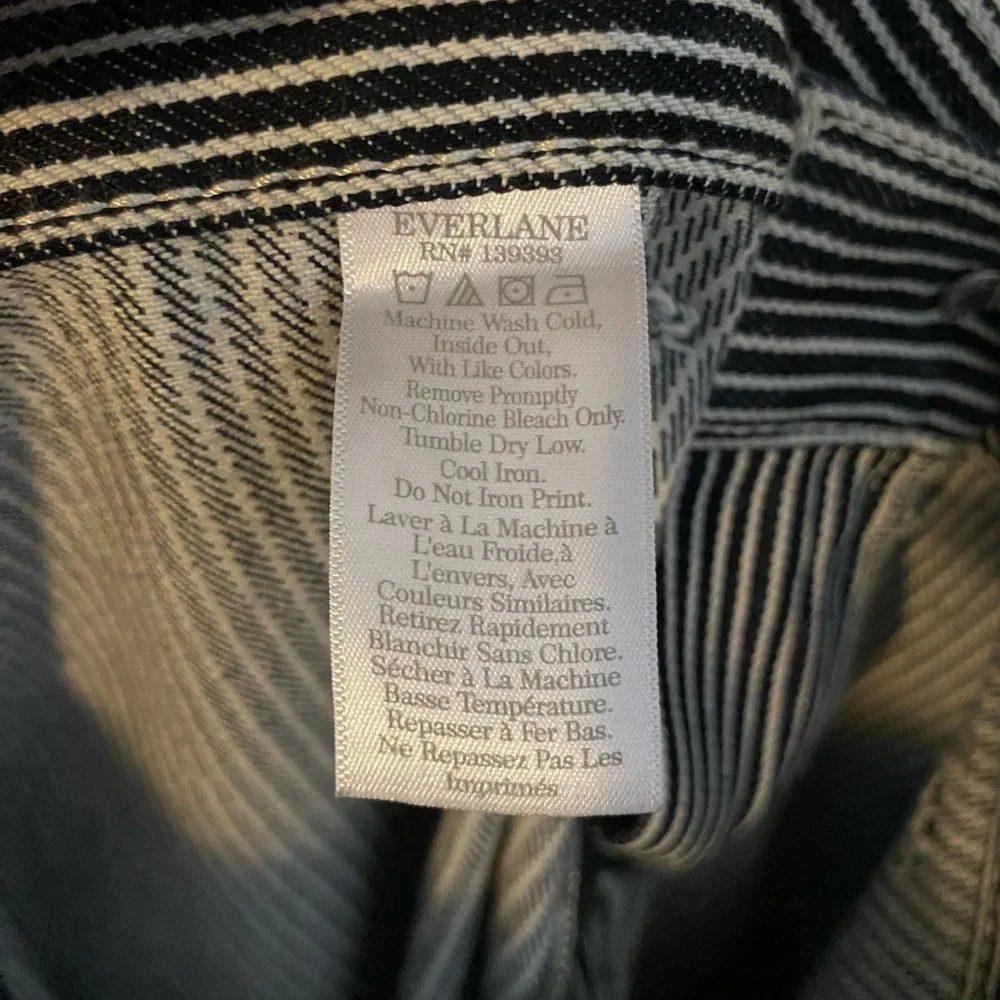 EVERLANE
RN# 139393
Machine Wash Cold,
Inside Out,
With Like Colors.
Remove Promptly
Non-Chlorine Bleach Only.
Tumble Dry Low.
Cool Iron.
Do Not Iron Print.
Laver à La Machine à
L'eau Froide,à
L'envers, Avec
Couleurs Similaires.
Retirez Rapidement
Blanchir Sans Chlore.
Sécher à La Machine
Basse Température.
Repasser à Fer Bas.
Ne Repassez Pas Les
Imprimés